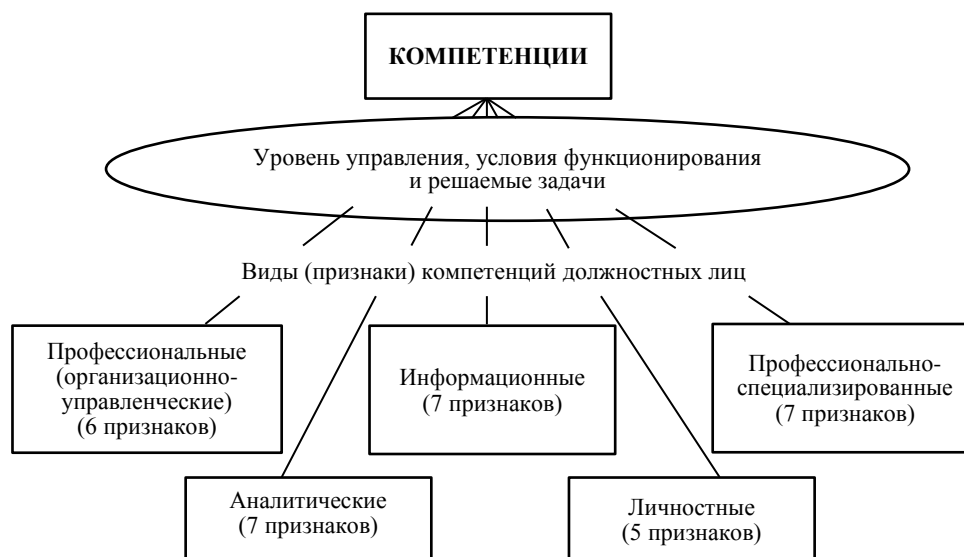 КОМПЕТЕНЦИИ
Уровень управления, условия функционирования
и решаемые задачи
Виды (признаки) компетенций должностных лиц
Профессиональные
(организационно-
управленческие)
(6 признаков)
Информационные
(7 признаков)
Профессионально-
специализированные
(7 признаков)
Аналитические
(7 признаков)
Личностные
(5 признаков)